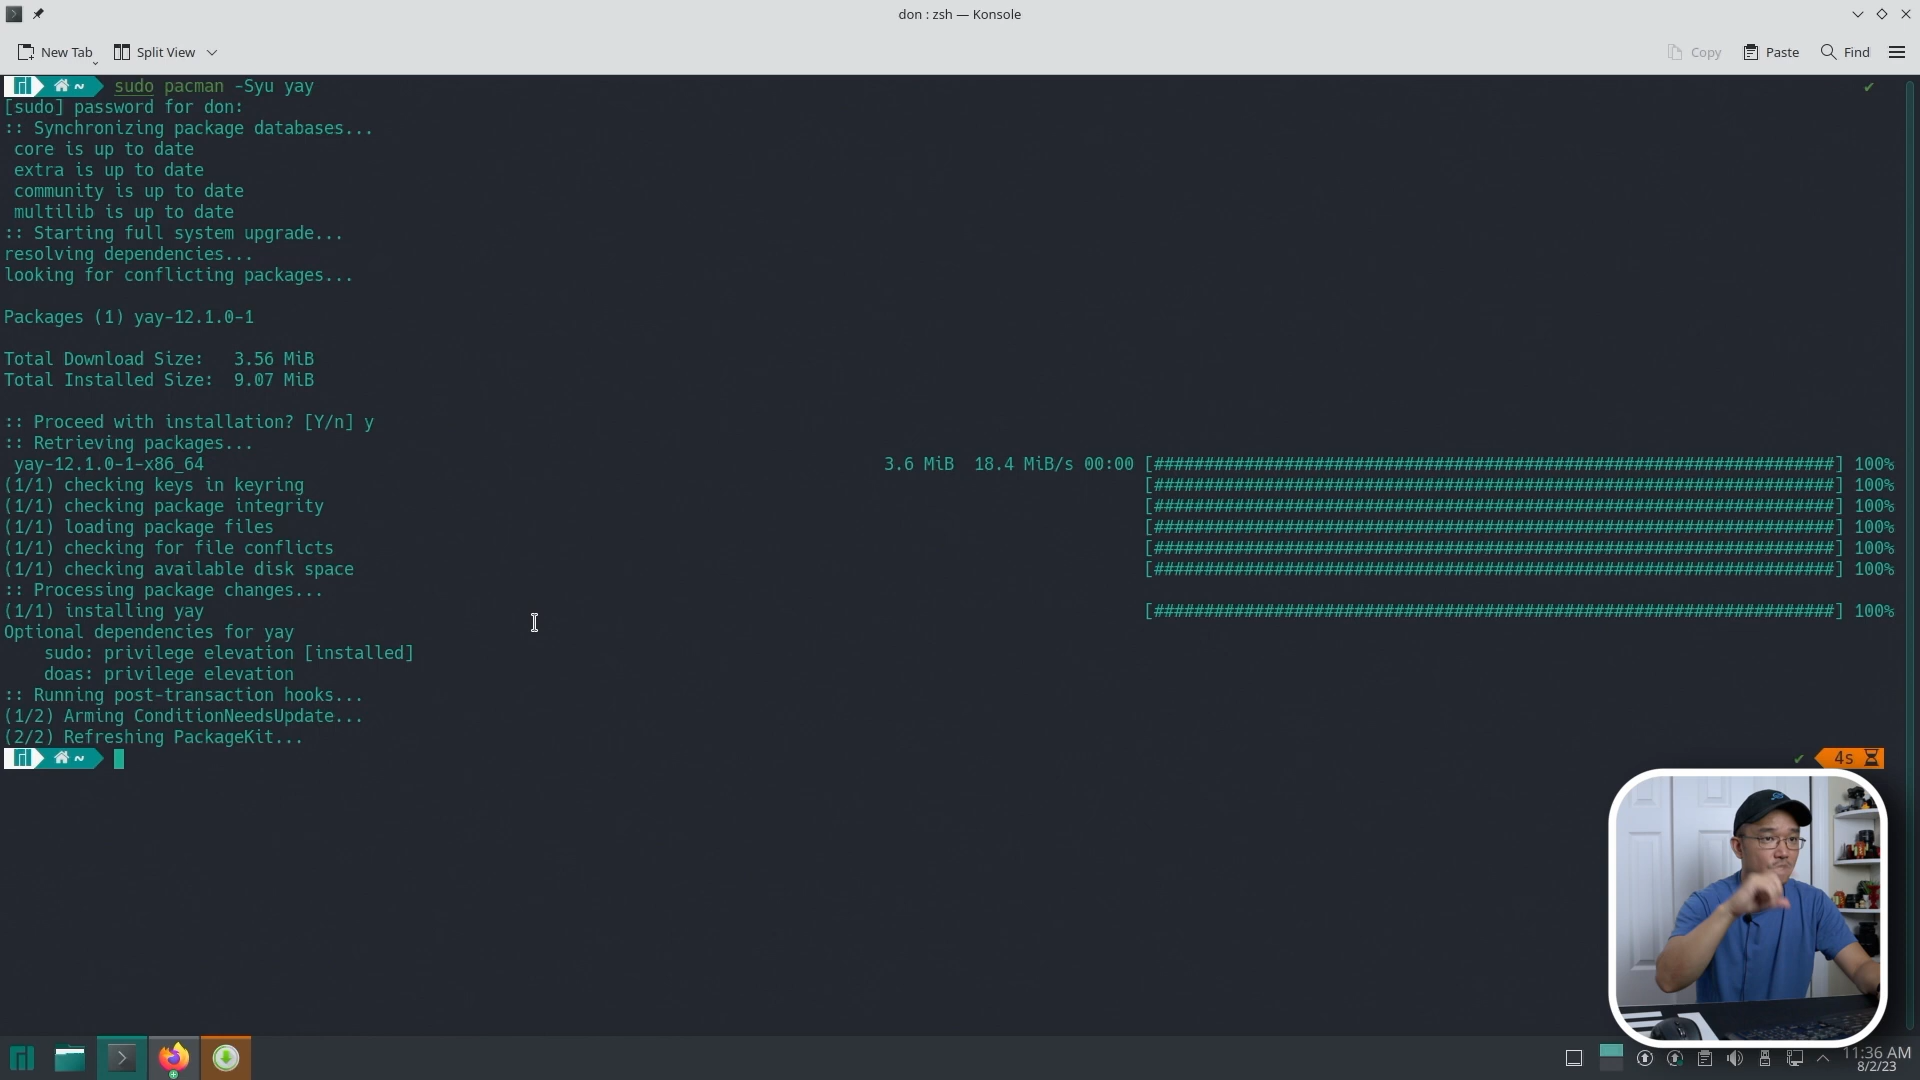 don : zsh — Konsole
New Tab
Split View
Copy
Paste
Find
~ sudo pacman -Syu yay
[sudo] password for don:
:: Synchronizing package databases...
core is up to date
extra is up to date
community is up to date
multilib is up to date
:: Starting full system upgrade...
resolving dependencies...
looking for conflicting packages...
Packages (1) yay-12.1.0-1
Total Download Size:   3.56 MiB
Total Installed Size:  9.07 MiB
:: Proceed with installation? [Y/n] y
:: Retrieving packages...
yay-12.1.0-1-x86_64 3.6 MiB  18.4 MiB/s 00:00 [####################################################################] 100%
(1/1) checking keys in keyring [####################################################################] 100%
(1/1) checking package integrity [####################################################################] 100%
(1/1) loading package files [####################################################################] 100%
(1/1) checking for file conflicts [####################################################################] 100%
(1/1) checking available disk space [####################################################################] 100%
:: Processing package changes...
(1/1) installing yay [####################################################################] 100%
Optional dependencies for yay
sudo: privilege elevation [installed]
doas: privilege elevation
:: Running post-transaction hooks...
(1/2) Arming ConditionNeedsUpdate...
(2/2) Refreshing PackageKit...
~ 4s
11:36 AM
8/2/23